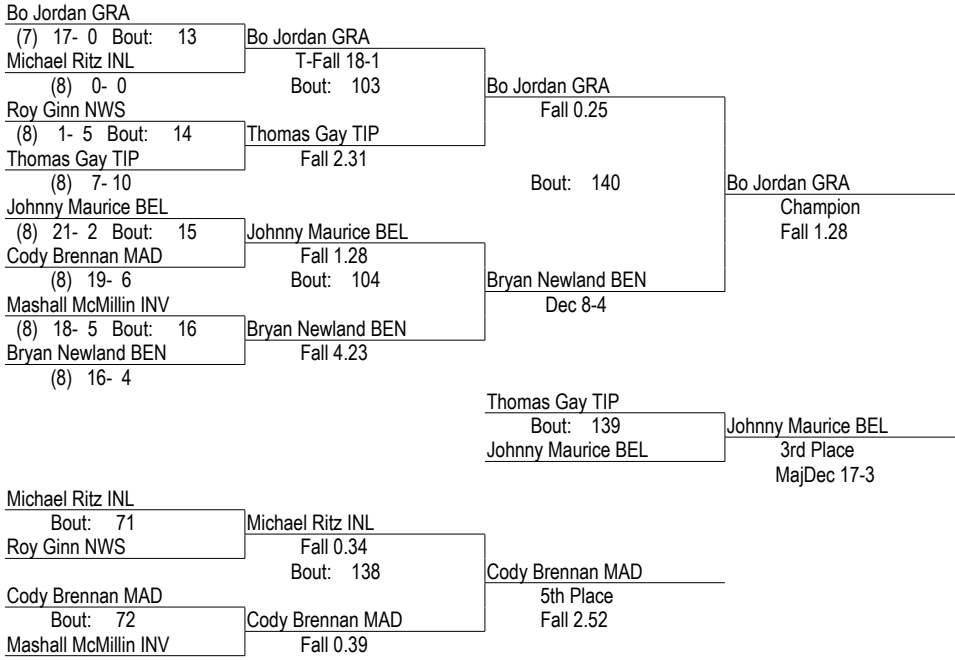 Bo Jordan GRA
(7) 17- 0 Bout: 13
Michael Ritz INL
(8) 0- 0
Roy Ginn NWS
(8) 1- 5 Bout: 14
Thomas Gay TIP
(8) 7- 10
Johnny Maurice BEL
(8) 21- 2 Bout: 15
Cody Brennan MAD
(8) 19- 6
Mashall McMillin INV
(8) 18- 5 Bout: 16
Bryan Newland BEN
(8) 16- 4
Bo Jordan GRA
T-Fall 18-1
Bout: 103
Thomas Gay TIP
Fall 2.31
Johnny Maurice BEL
Fall 1.28
Bout: 104
Bryan Newland BEN
Fall 4.23
Bo Jordan GRA
Fall 0.25
Bout: 140
Bryan Newland BEN
Dec 8-4
Bo Jordan GRA
Champion
Fall 1.28
Thomas Gay TIP
Bout: 139
Johnny Maurice BEL
Johnny Maurice BEL
3rd Place
MajDec 17-3
Michael Ritz INL
Bout: 71
Roy Ginn NWS
Cody Brennan MAD
Bout: 72
Mashall McMillin INV
Michael Ritz INL
Fall 0.34
Bout: 138
Cody Brennan MAD
Fall 0.39
Cody Brennan MAD
5th Place
Fall 2.52